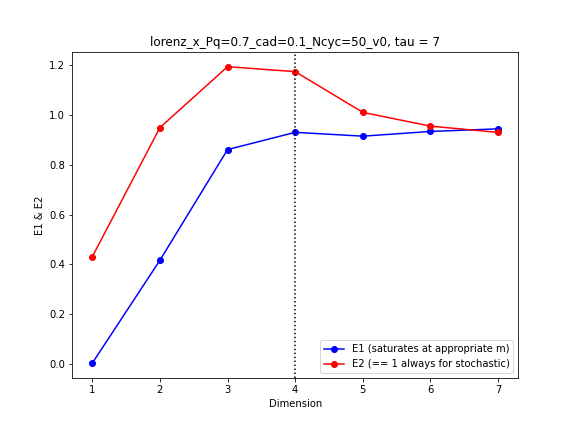 lorenz_x_Pq=0.7_cad=0.1_Ncyc=50_v0, tau = 7
1.2
1.0
0.8
0.6
0.4
0.2
0.0
E1 & E2
E1 (saturates at appropriate m)
E2 (== 1 always for stochastic)
1 2 3 4 5 6 7
Dimension